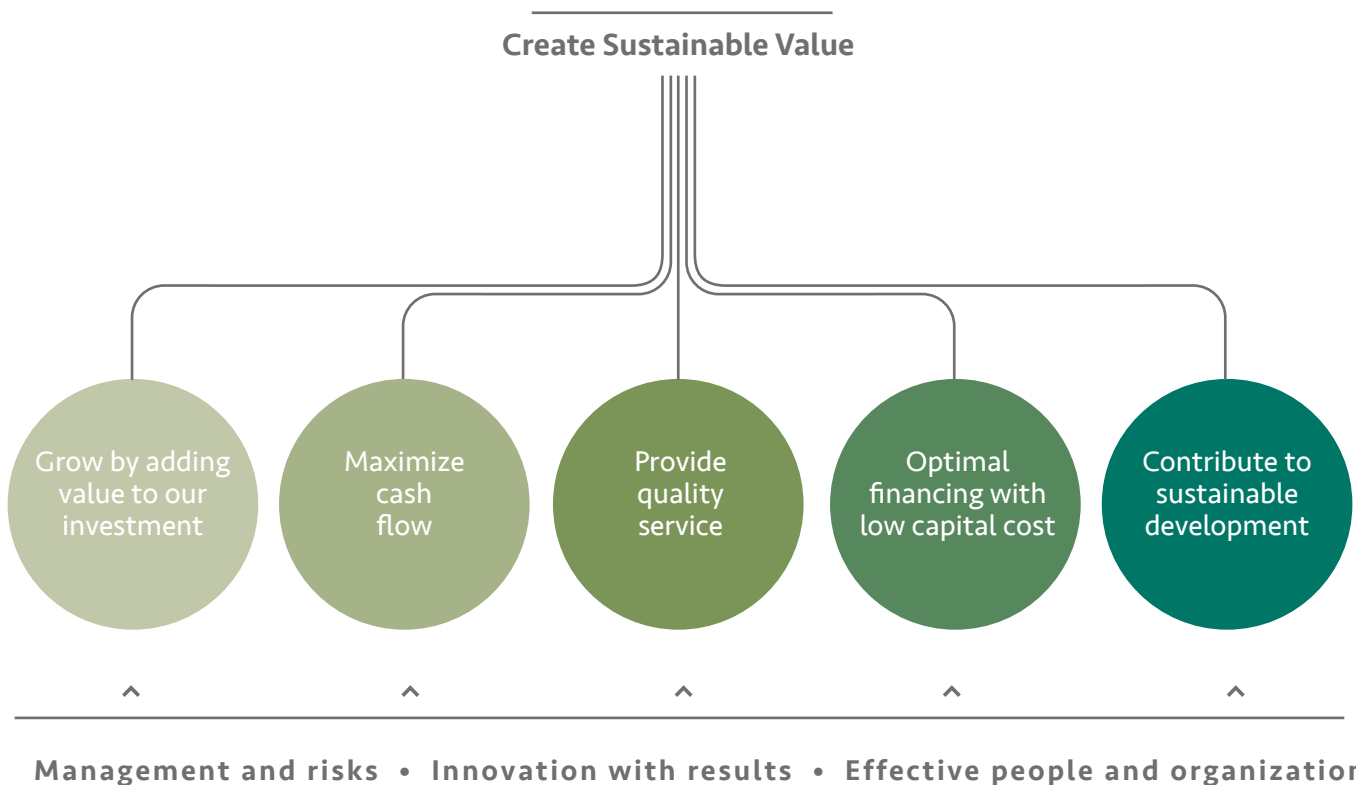 Create Sustainable Value
Grow by adding
value to our
investment
Maximize
cash
flow
Provide
quality
service
Optimal
financing with
low capital cost
Contribute to
sustainable
development
Management and risks • Innovation with results • Effective people and organization